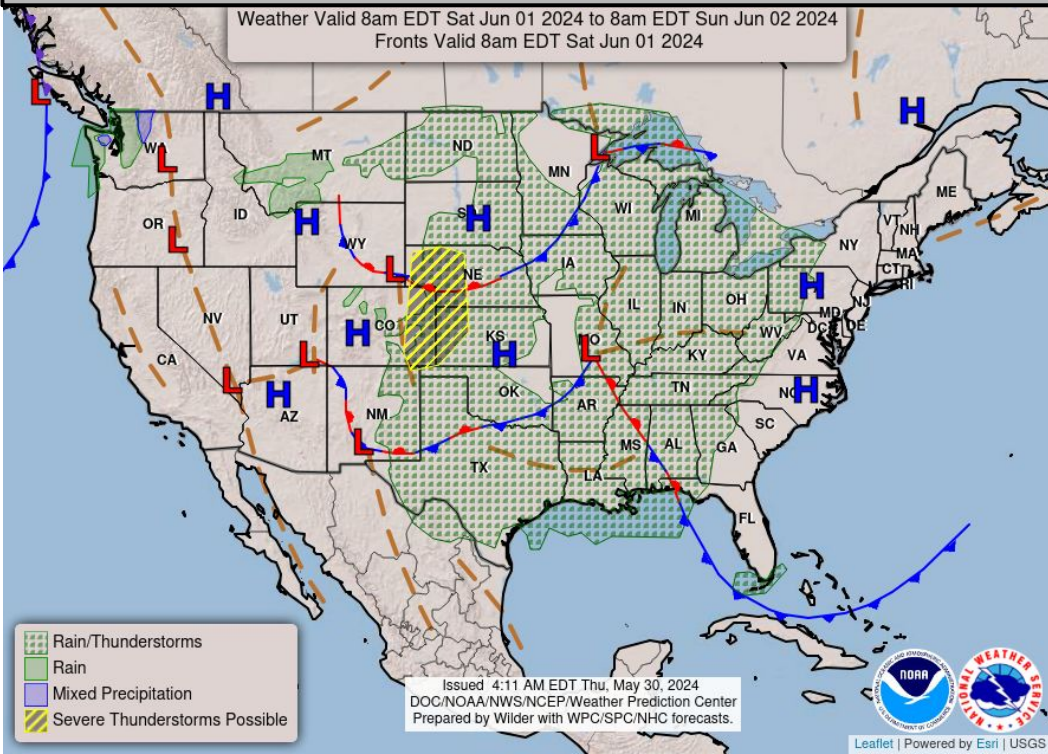 Weather Valid 8am EDT Sat Jun 01 2024 to 8am EDT Sun Jun 02 2024
Fronts Valid 8am EDT Sat Jun 01 2024
L
H
H
WA
L
MT
ND
MN
L
ME
OR
L
ID
H
WY
L
S
H
NE
IA
WI
MI
NY
VT
NH
MA
CT
RI
NV
UT
CO
H
KS
H
MO
L
IL
IN
OH
H
NJ
MD
DE
DC
WV
VA
KY
CA
L
L
H
AZ
NM
L
OK
AR
TN
NC
H
SC
TX
LA
MS
AL
GA
FL
Rain/Thunderstorms
Rain
Mixed Precipitation
Severe Thunderstorms Possible
Issued 4:11 AM EDT Thu, May 30, 2024
DOC/NOAA/NWS/NCEP/Weather Prediction Center
Prepared by Wilder with WPC/SPC/NHC forecasts.
NOAA
NATIONAL WEATHER SERVICE
Leaflet | Powered by Esri | USGS